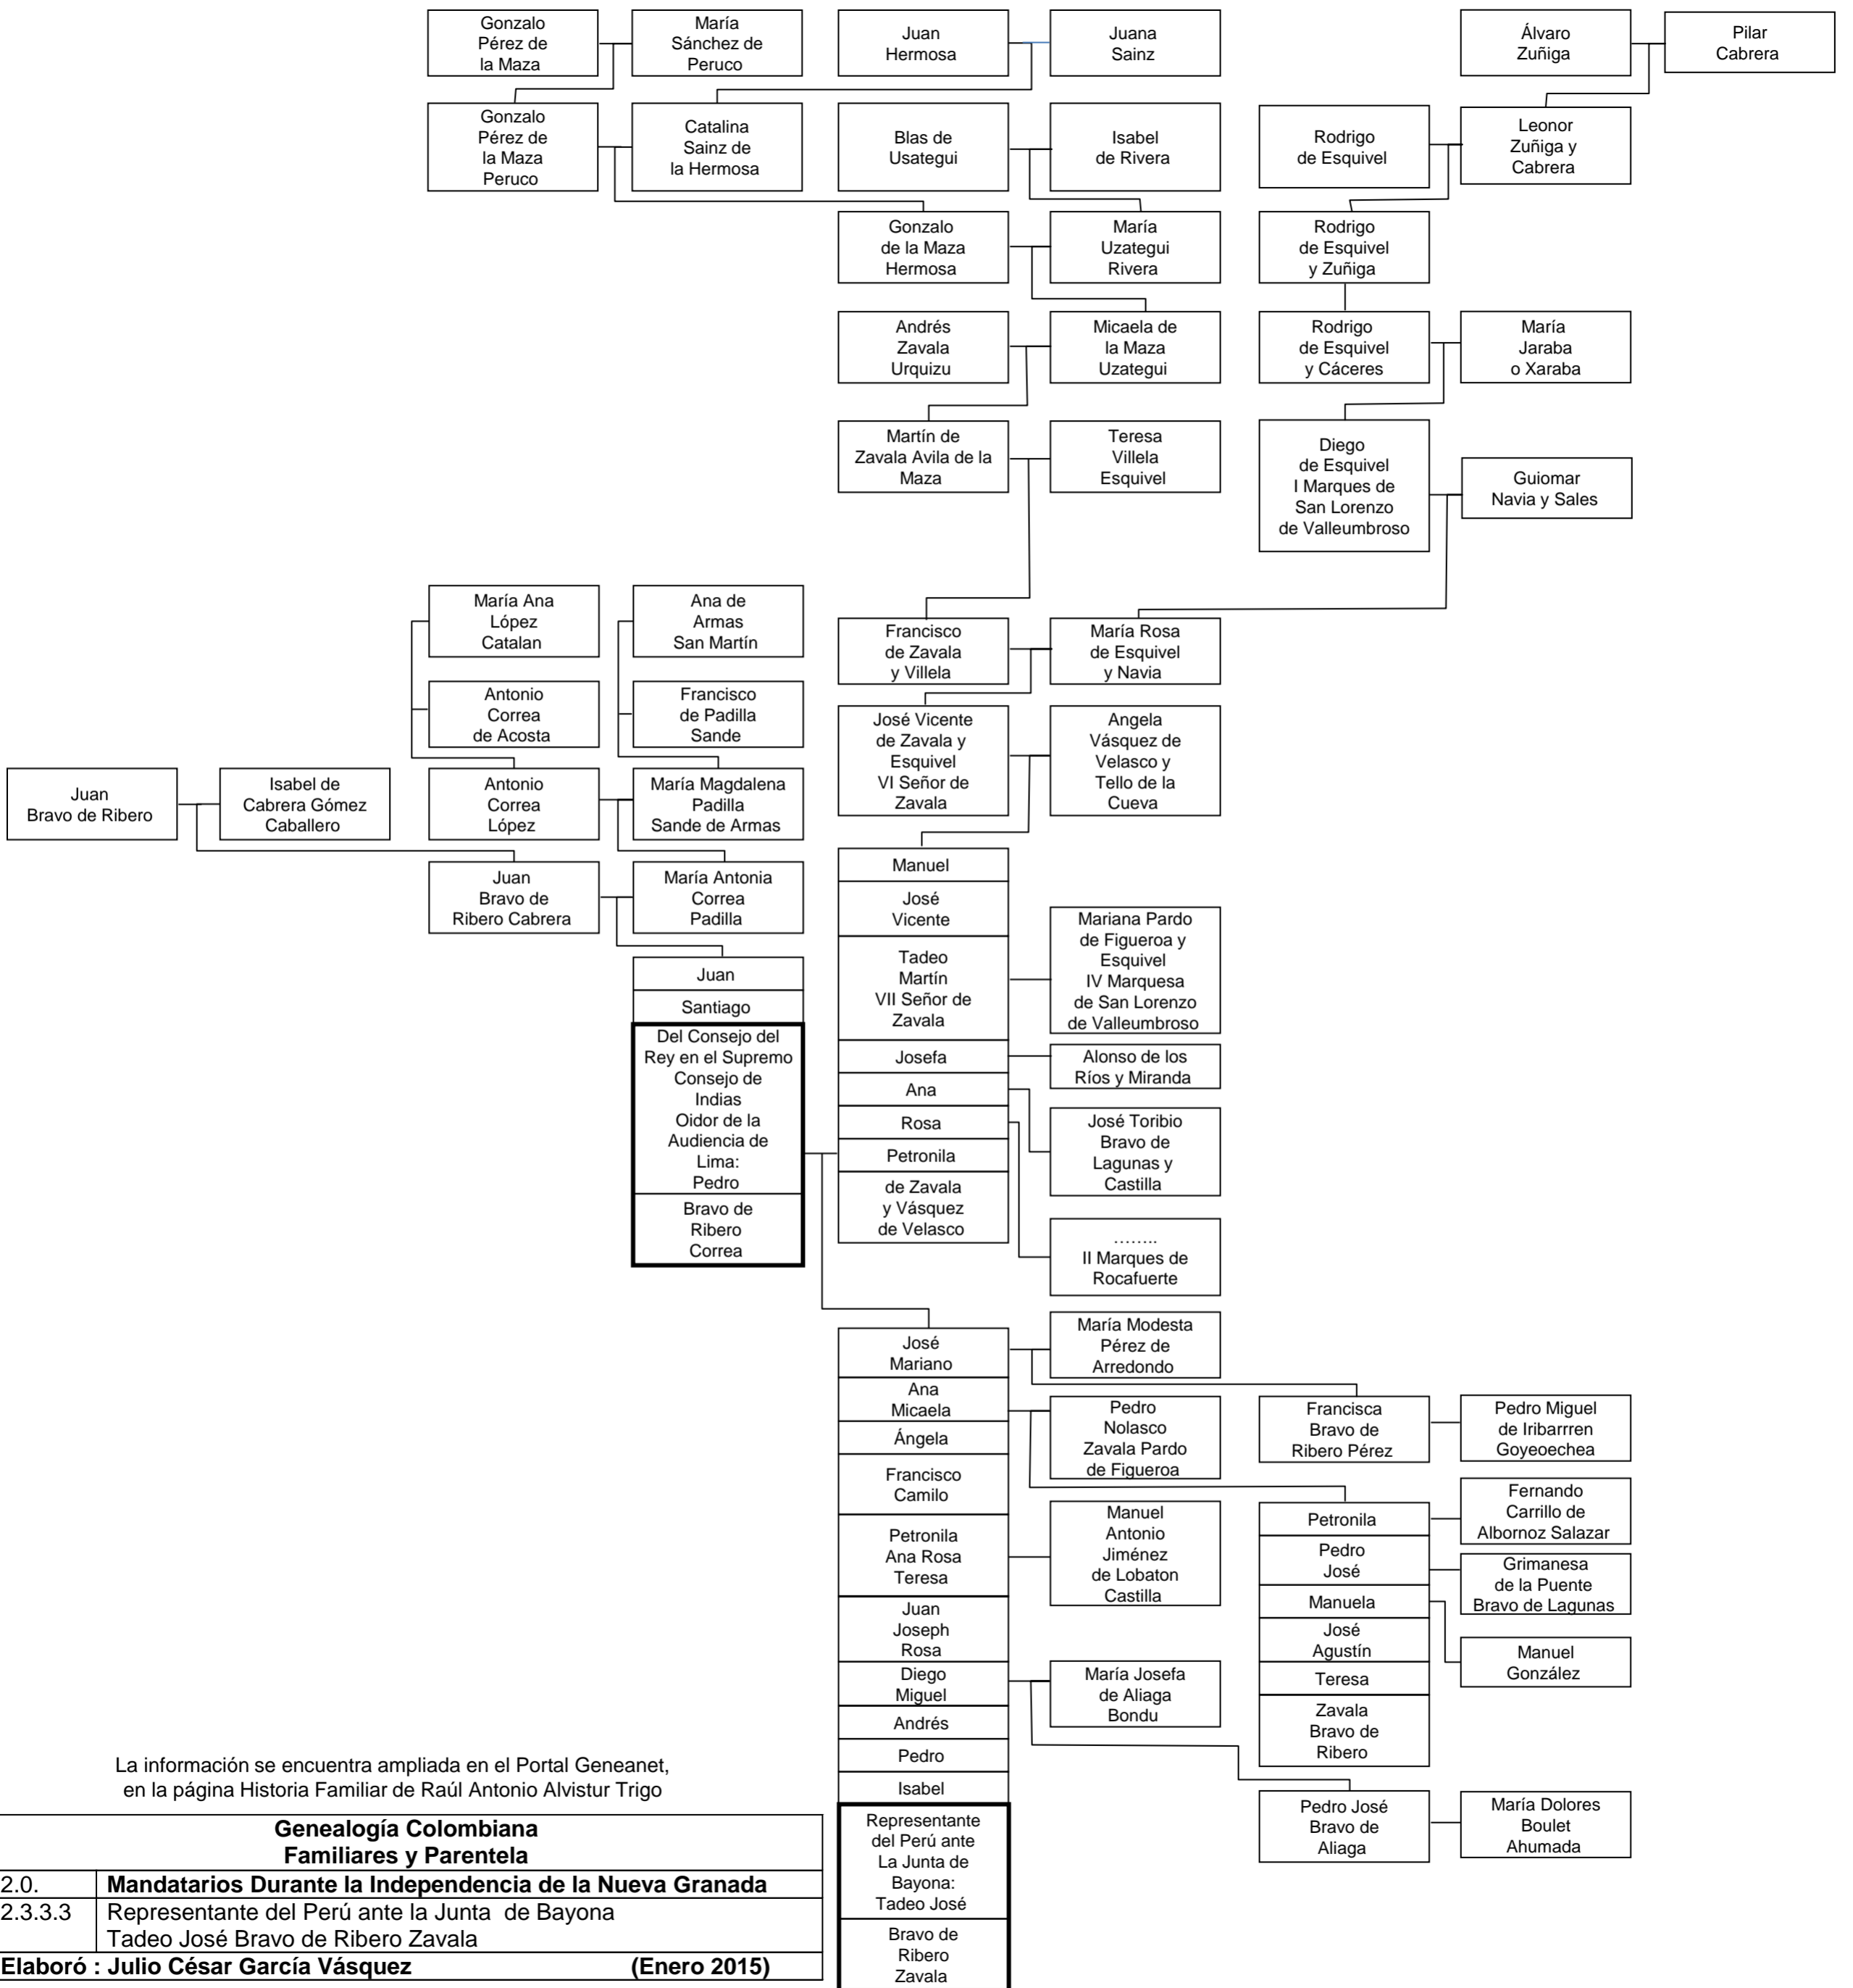 Gonzalo
Pérez de
la Maza
María
Sánchez de
Peruco
Juan
Hermosa
Juana
Sainz
Álvaro
Zuñiga
Pilar
Cabrera
Gonzalo
Pérez de
la Maza
Peruco
Catalina
Sainz de
la Hermosa
Blas de
Usategui
Isabel
de Rivera
Rodrigo
de Esquivel
Leonor
Zuñiga y
Cabrera
Gonzalo
de la Maza
Hermosa
María
Uzategui
Rivera
Rodrigo
de Esquivel
y Zuñiga
Andrés
Zavala
Urquizu
Micaela de
la Maza
Uzategui
Rodrigo
de Esquivel
y Cáceres
María
Jaraba
o Xaraba
Martín de
Zavala Avila de la
Maza
Teresa
Villela
Esquivel
Diego
de Esquivel
I Marques de
San Lorenzo
de Valleumbroso
Guiomar
Navia y Sales
María Ana
López
Catalan
Ana de
Armas
San Martín
Francisco
de Zavala
y Villela
María Rosa
de Esquivel
y Navia
Antonio
Correa
de Acosta
Francisco
de Padilla
Sande
José Vicente
de Zavala y
Esquivel
VI Señor de
Zavala
Angela
Vásquez de
Velasco y
Tello de la
Cueva
Juan
Bravo de Ribero
Isabel de
Cabrera Gómez
Caballero
Antonio
Correa
López
María Magdalena
Padilla
Sande de Armas
Juan
Bravo de
Ribero Cabrera
María Antonia
Correa
Padilla
Manuel
José
Vicente
Tadeo
Martín
VII Señor de
Zavala
Josefa
Ana
Rosa
Petronila
de Zavala
y Vásquez
de Velasco
Mariana Pardo
de Figueroa y
Esquivel
IV Marquesa
de San Lorenzo
de Valleumbroso
Alonso de los
Ríos y Miranda
José Toribio
Bravo de
Lagunas y
Castilla
……..
II Marques de
Rocafuerte
Juan
Santiago
Del Consejo del
Rey en el Supremo
Consejo de
Indias
Oidor de la
Audiencia de
Lima:
Pedro
Bravo de
Ribero
Correa
José
Mariano
Ana
Micaela
Ángela
Francisco
Camilo
Petronila
Ana Rosa
Teresa
Juan
Joseph
Rosa
Diego
Miguel
Andrés
Pedro
Isabel
Representante
del Perú ante
La Junta de
Bayona:
Tadeo José
Bravo de
Ribero
Zavala
María Modesta
Pérez de
Arredondo
Pedro
Nolasco
Zavala Pardo
de Figueroa
Manuel
Antonio
Jiménez
de Lobaton
Castilla
María Josefa
de Aliaga
Bondu
Francisca
Bravo de
Ribero Pérez
Pedro Miguel
de Iribarrren
Goyeoechea
Petronila
Pedro
José
Manuela
José
Agustín
Teresa
Zavala
Bravo de
Ribero
Fernando
Carrillo de
Albornoz Salazar
Grimanesa
de la Puente
Bravo de Lagunas
Manuel
González
Pedro José
Bravo de
Aliaga
María Dolores
Boulet
Ahumada
La información se encuentra ampliada en el Portal Geneanet,
en la página Historia Familiar de Raúl Antonio Alvistur Trigo
Genealogía Colombiana
Familiares y Parentela
2.0. Mandatarios Durante la Independencia de la Nueva Granada
2.3.3.3 Representante del Perú ante la Junta de Bayona
Tadeo José Bravo de Ribero Zavala
Elaboró : Julio César García Vásquez (Enero 2015)